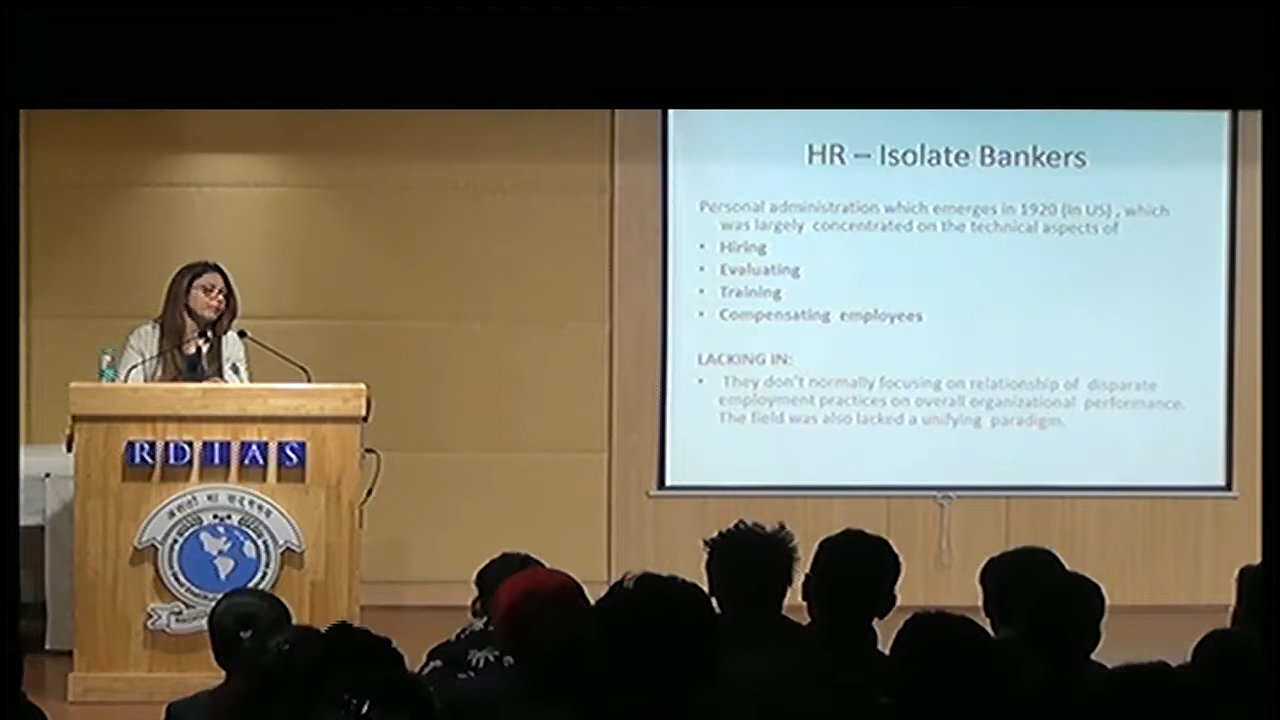 HR – Isolate Bankers
Personal administration which emerges in 1920 (In US) , which
was largely concentrated on the technical aspects of
• Hiring
• Evaluating
• Training
• Compensating employees
LACKING IN:
• They don't normally focusing on relationship of disparate
employment practices on overall organizational performance.
The field was also lacked a unifying paradigm.
RDIAS